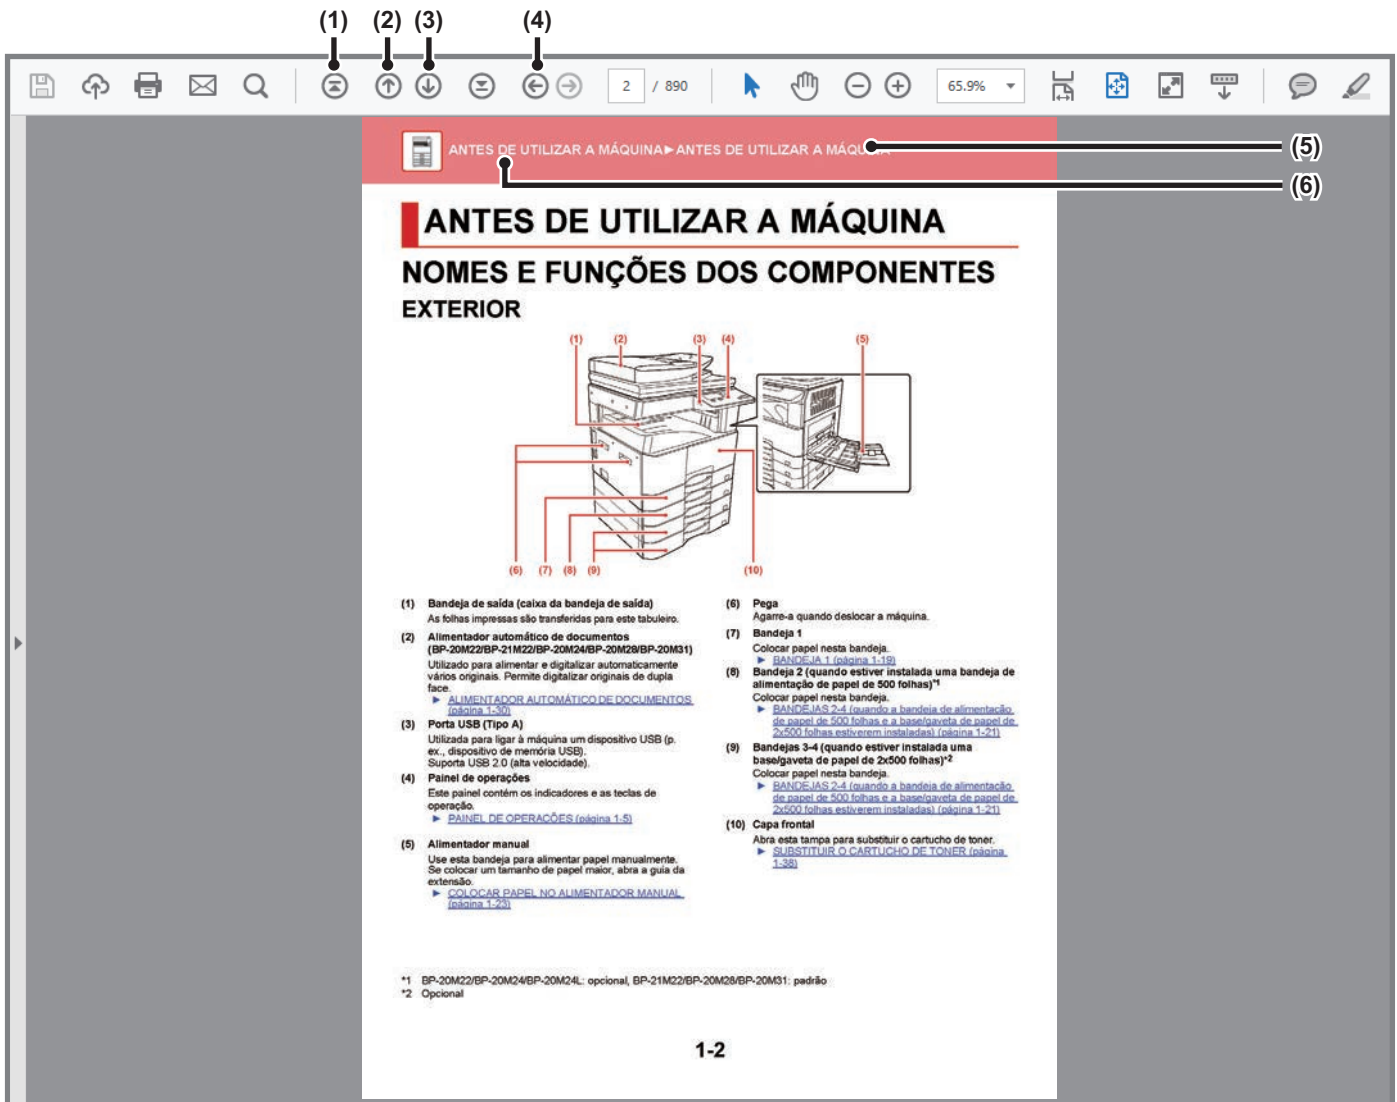 (1) (2) (3) (4)
2 / 890 65.9%
ANTES DE UTILIZAR A MÁQUINA►ANTES DE UTILIZAR A MÁQUINA
(5)
(6)
ANTES DE UTILIZAR A MÁQUINA
NOMES E FUNÇÕES DOS COMPONENTES
EXTERIOR
(1) (2) (3) (4) (5)
(6) (7) (8) (9) (10)
(1) Bandeja de saída (caixa da bandeja de saída)
As folhas impressas são transferidas para este tabuleiro.
(2) Alimentador automático de documentos
(BP-20M22/BP-21M22/BP-20M24/BP-20M28/BP-20M31)
Utilizado para alimentar e digitalizar automaticamente
vários originais. Permite digitalizar originais de dupla
face.
► ALIMENTADOR AUTOMÁTICO DE DOCUMENTOS
(página 1-30)
(3) Porta USB (Tipo A)
Utilizada para ligar à máquina um dispositivo USB (p.
ex., dispositivo de memória USB).
Suporta USB 2.0 (alta velocidade).
(4) Painel de operações
Este painel contém os indicadores e as teclas de
operação.
► PAINEL DE OPERAÇÕES (página 1-5)
(5) Alimentador manual
Use esta bandeja para alimentar papel manualmente.
Se colocar um tamanho de papel maior, abra a guia da
extensão.
► COLOCAR PAPEL NO ALIMENTADOR MANUAL
(página 1-23)
(6) Pega
Agarre-a quando deslocar a máquina.
(7) Bandeja 1
Colocar papel nesta bandeja.
► BANDEJA 1 (página 1-19)
(8) Bandeja 2 (quando estiver instalada uma bandeja de
alimentação de papel de 500 folhas)*1
Colocar papel nesta bandeja.
► BANDEJAS 2-4 (quando a bandeja de alimentação
de papel de 500 folhas e a base/gaveta de papel de
2x500 folhas estiverem instaladas) (página 1-21)
(9) Bandejas 3-4 (quando estiver instalada uma
base/gaveta de papel de 2x500 folhas)*2
Colocar papel nesta bandeja.
► BANDEJAS 2-4 (quando a bandeja de alimentação
de papel de 500 folhas e a base/gaveta de papel de
2x500 folhas estiverem instaladas) (página 1-21)
(10) Capa frontal
Abra esta tampa para substituir o cartucho de toner.
► SUBSTITUIR O CARTUCHO DE TONER (página
1-38)
*1 BP-20M22/BP-20M24/BP-20M24L: opcional, BP-21M22/BP-20M28/BP-20M31: padrão
*2 Opcional
1-2